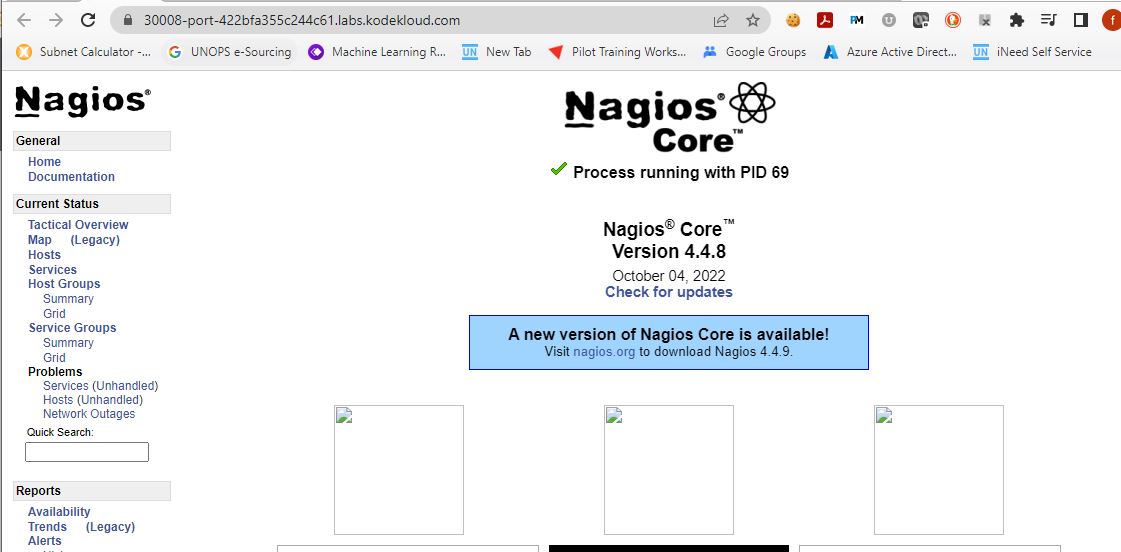 30008-port-422bfa355c244c61.labs.kodekloud.com
f
Subnet Calculator -...
UNOPS e-Sourcing
Machine Learning R...
UN New Tab
Pilot Training Works...
Google Groups
Azure Active Direct...
UN iNeed Self Service
Nagios®
General
Home
Documentation
Current Status
Tactical Overview
Map (Legacy)
Hosts
Services
Host Groups
Summary
Grid
Service Groups
Summary
Grid
Problems
Services (Unhandled)
Hosts (Unhandled)
Network Outages
Quick Search:
Reports
Availability
Trends (Legacy)
Alerts
Nagios®
Core™
Process running with PID 69
Nagios® Core™
Version 4.4.8
October 04, 2022
Check for updates
A new version of Nagios Core is available!
Visit nagios.org to download Nagios 4.4.9.